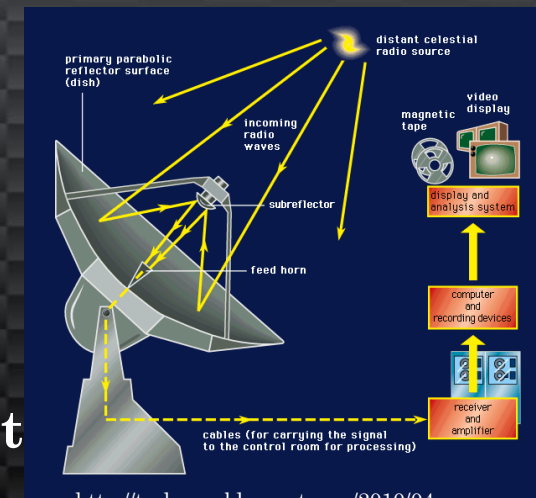 distant celestial
radio source
primary parabolic
reflector surface
(dish)
video
display
magnetic
tape
incoming
radio
waves
display and
analysis system
subreflector
feed horn
computer
and
recording devices
receiver
and
amplifier
t
cables (for carrying the signal
to the control room for processing)